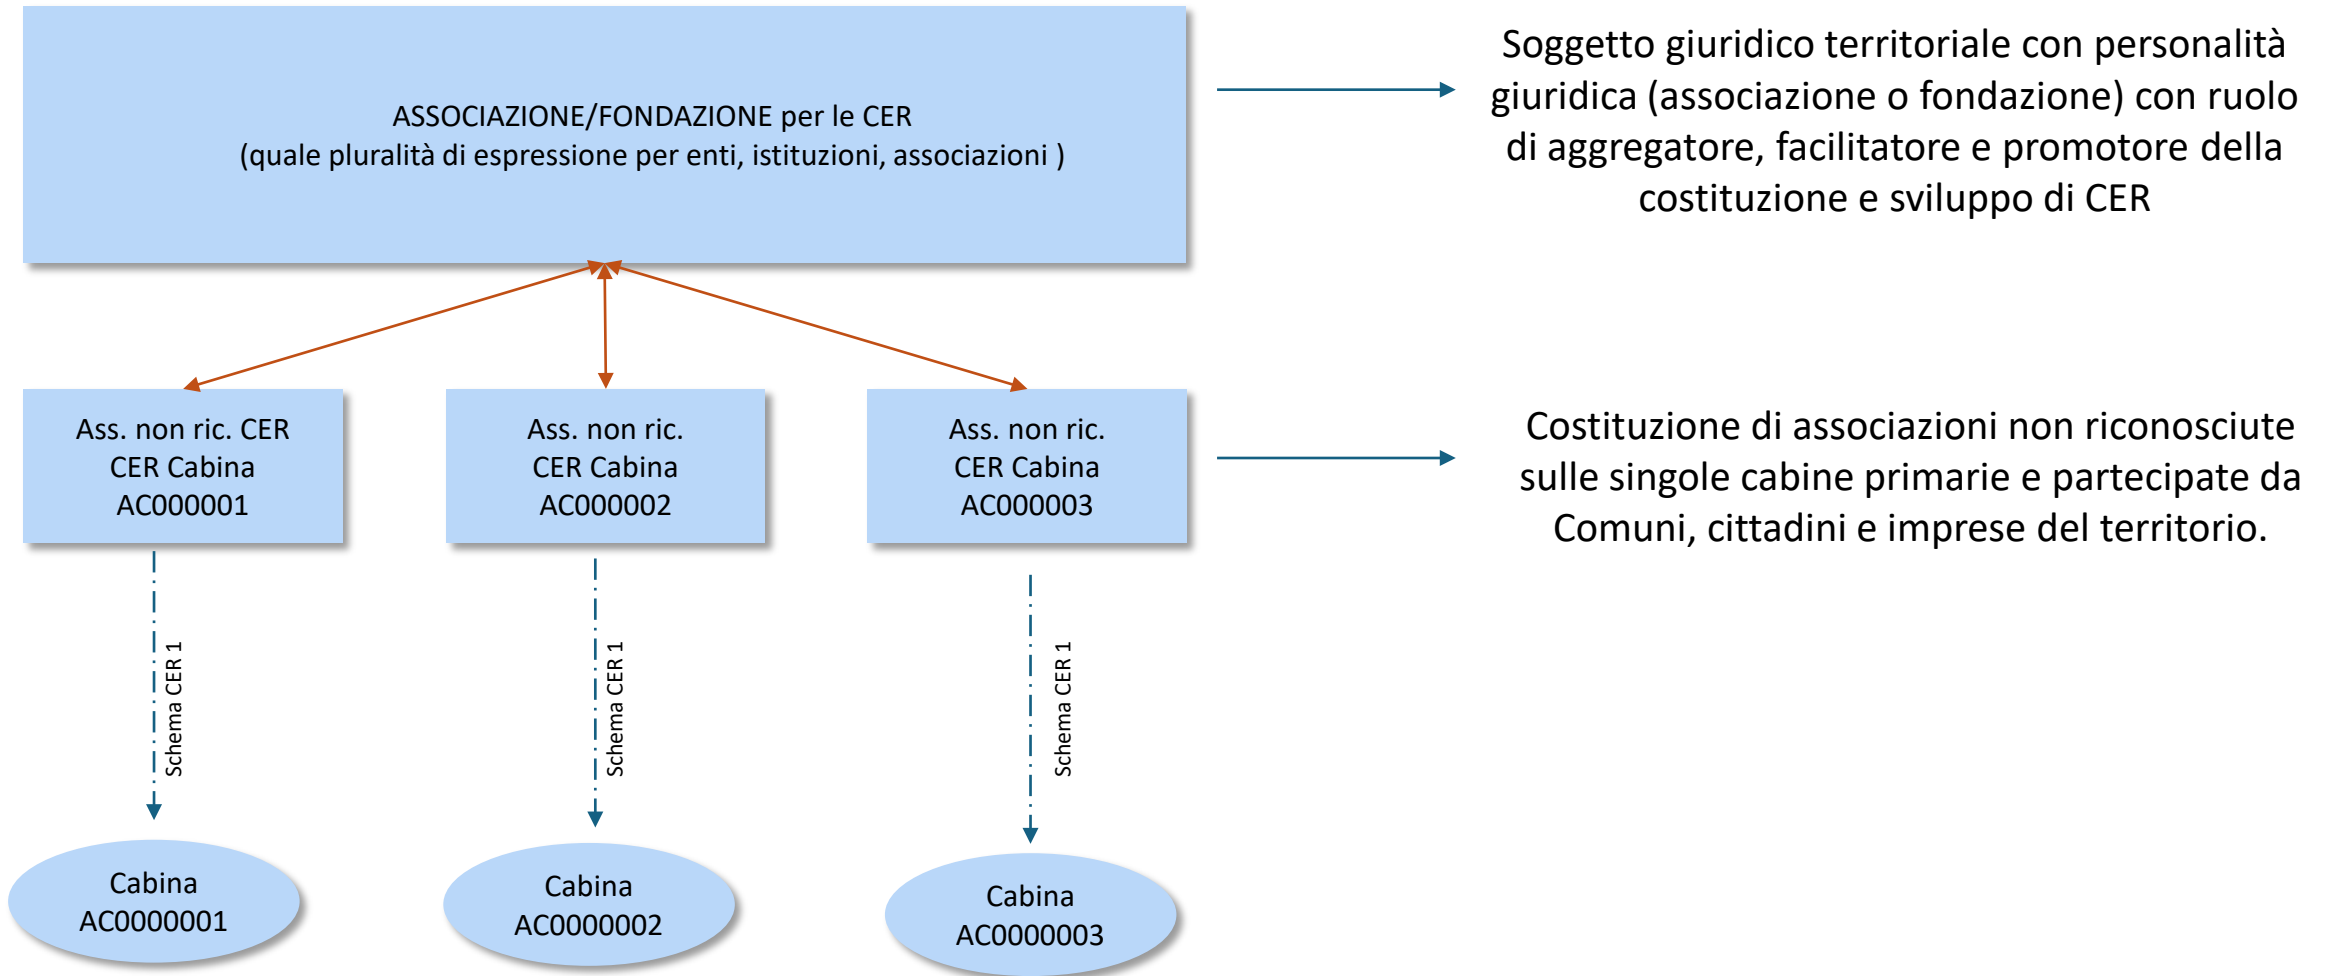 ASSOCIAZIONE/FONDAZIONE per le CER
(quale pluralità di espressione per enti, istituzioni, associazioni )
Soggetto giuridico territoriale con personalità
giuridica (associazione o fondazione) con ruolo
di aggregatore, facilitatore e promotore della
costituzione e sviluppo di CER
Ass. non ric. CER
CER Cabina
AC000001
Ass. non ric.
CER Cabina
AC000002
Ass. non ric.
CER Cabina
AC000003
Costituzione di associazioni non riconosciute
sulle singole cabine primarie e partecipate da
Comuni, cittadini e imprese del territorio.
Schema CER 1
Schema CER 1
Schema CER 1
Cabina
AC0000001
Cabina
AC0000002
Cabina
AC0000003